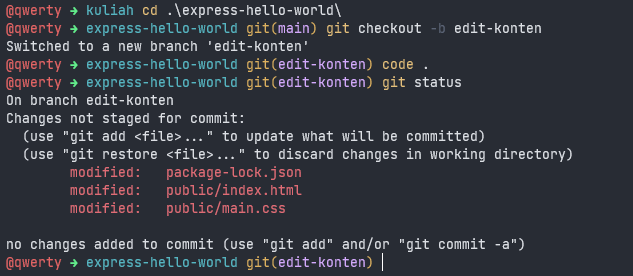 @qwerty → kuliah cd .\express-hello-world\
@qwerty → express-hello-world git(main) git checkout -b edit-konten
Switched to a new branch 'edit-konten'
@qwerty → express-hello-world git(edit-konten) code .
@qwerty → express-hello-world git(edit-konten) git status
On branch edit-konten
Changes not staged for commit:
  (use "git add <file>..." to update what will be committed)
  (use "git restore <file>..." to discard changes in working directory)
        modified:   package-lock.json
        modified:   public/index.html
        modified:   public/main.css
no changes added to commit (use "git add" and/or "git commit -a")
@qwerty → express-hello-world git(edit-konten)